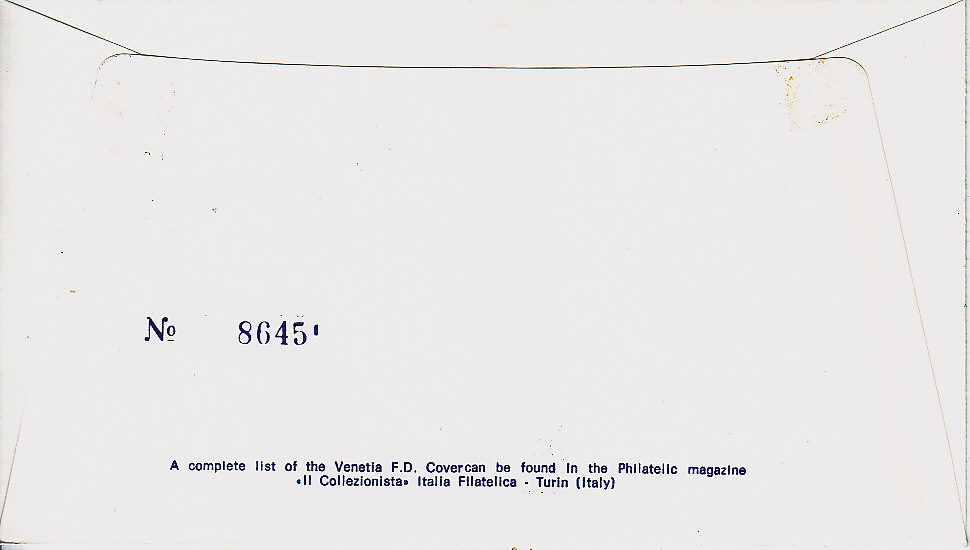 № 8645
A complete list of the Venetia F.D. Covercan be found in the Philatelic magazine
«Il Collezionista» Italia Filatelica - Turin (Italy)